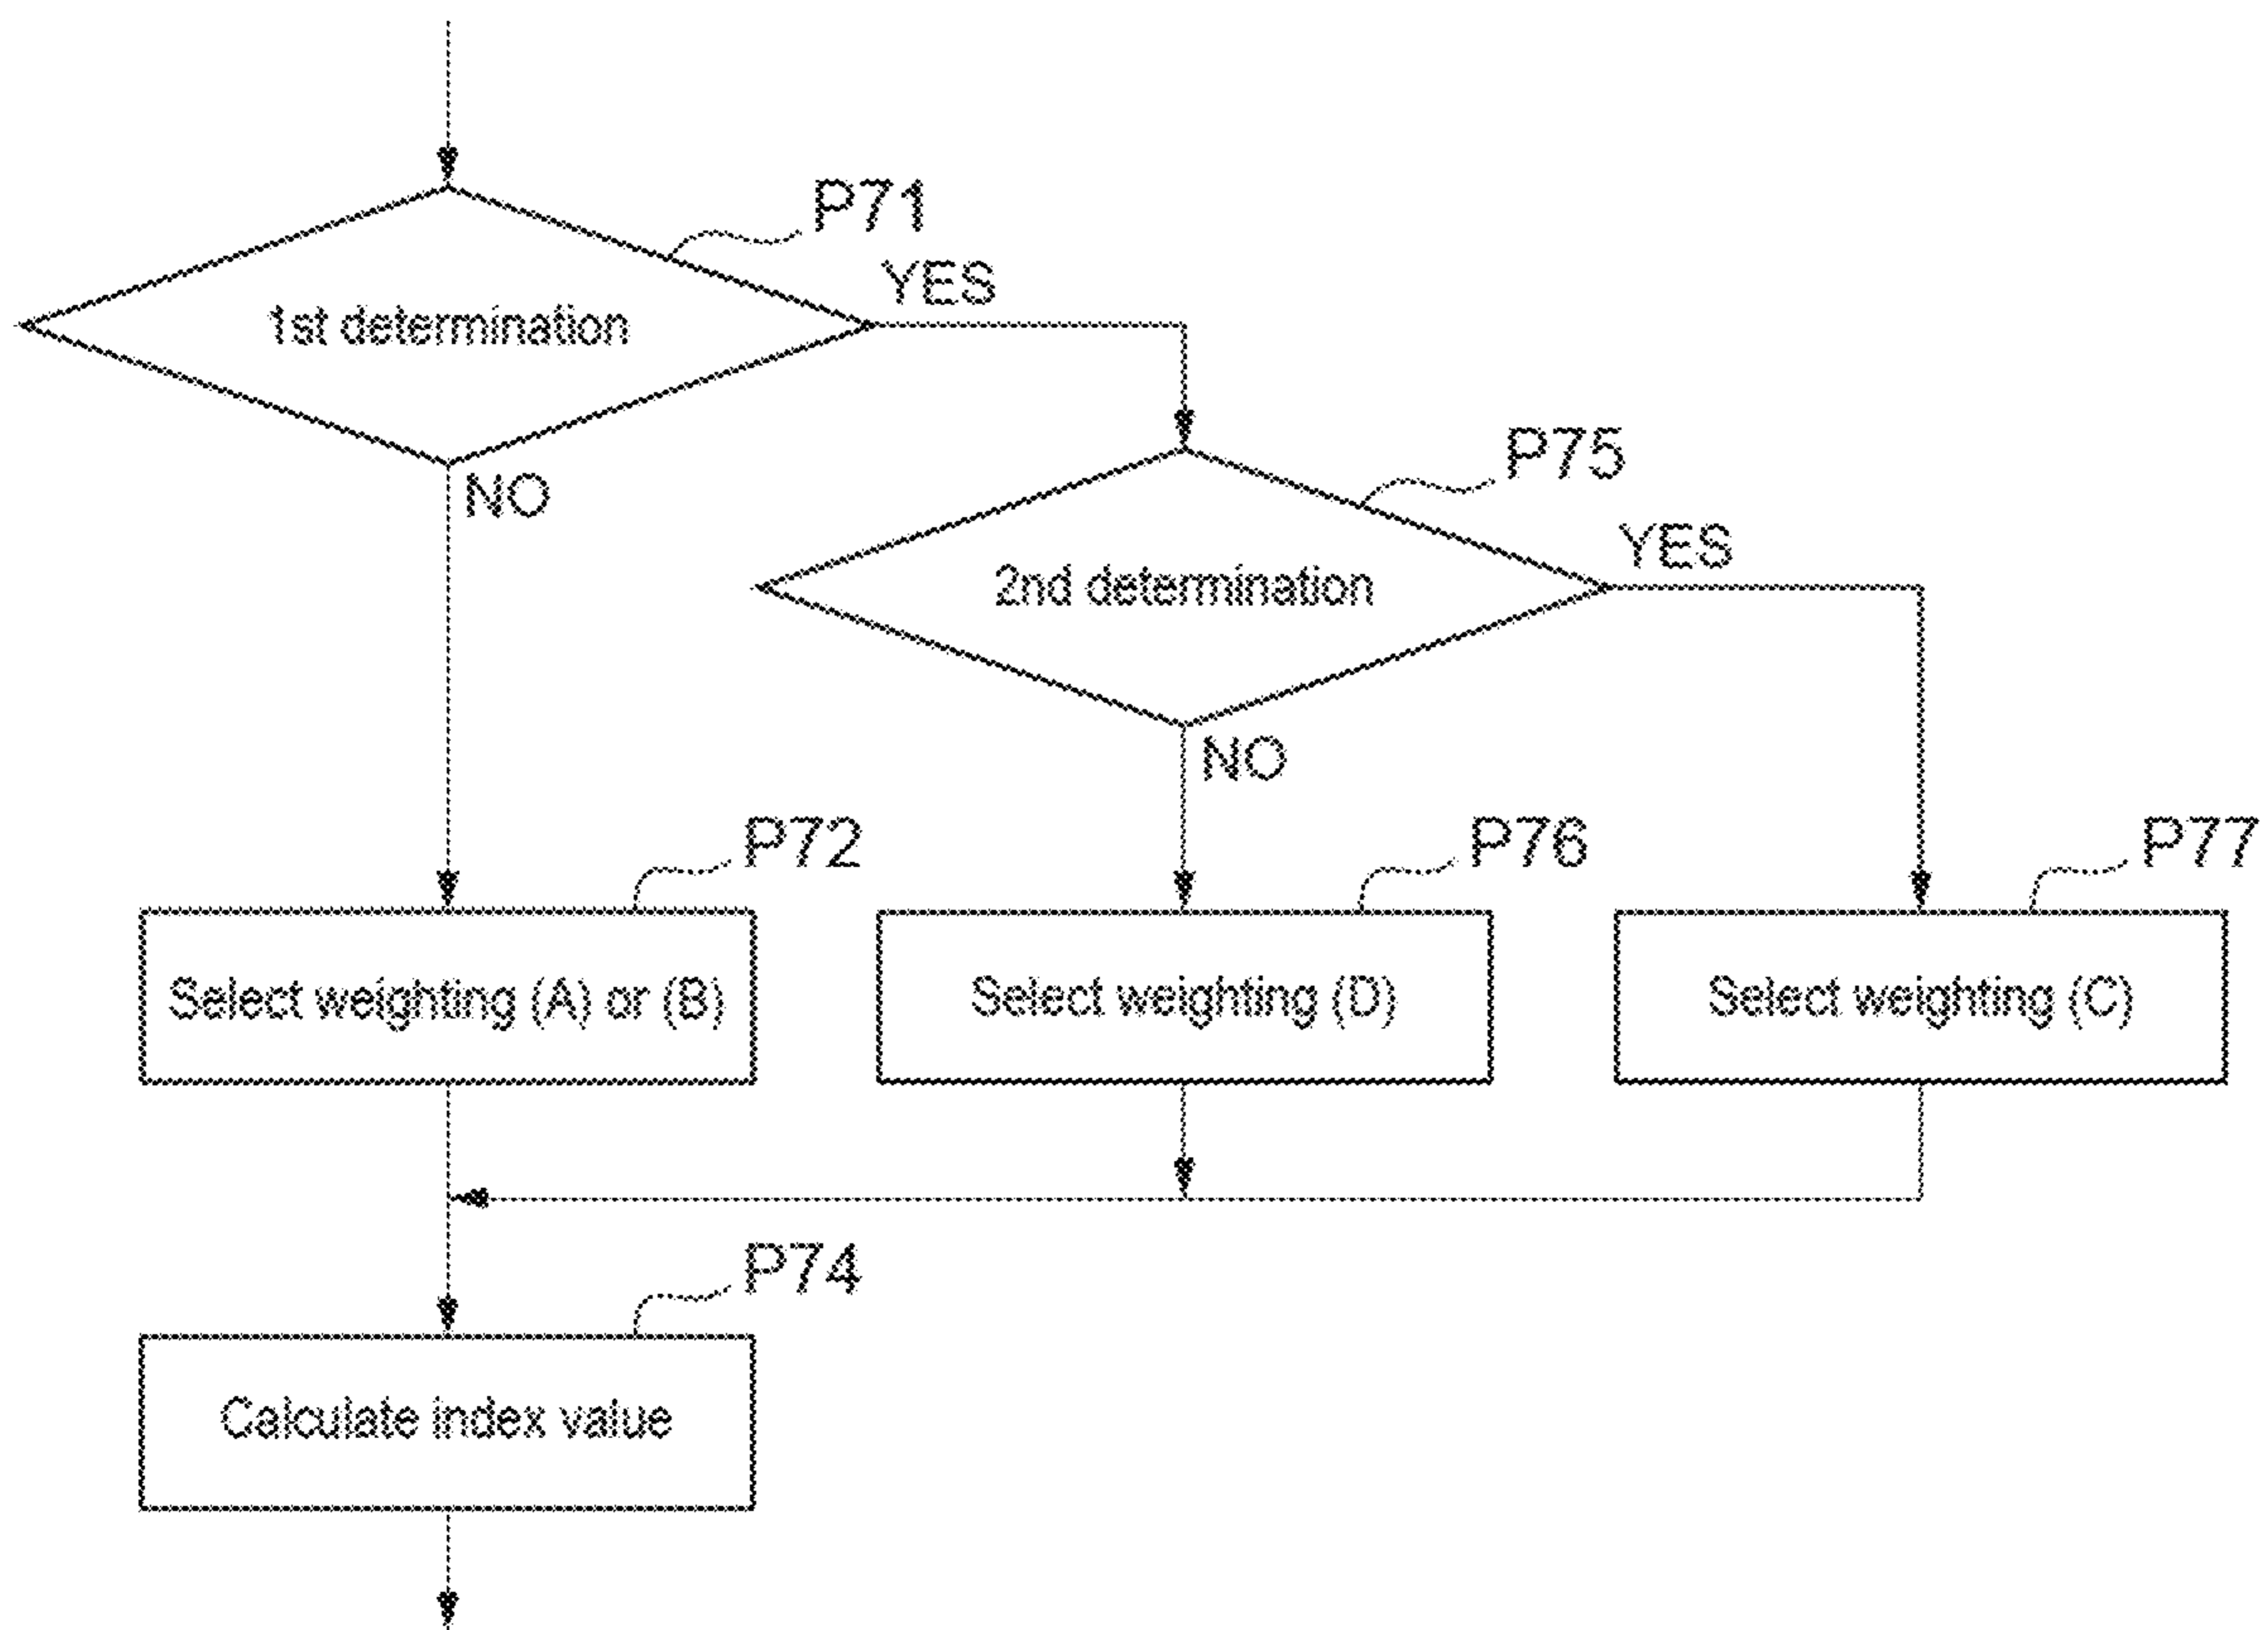 P71
YES
1st determination
NO
P75
YES
2nd determination
NO
P72
P76
P77
Select weighting (A) or (B)
Select weighting (D)
Select weighting (C)
P74
Calculate index value